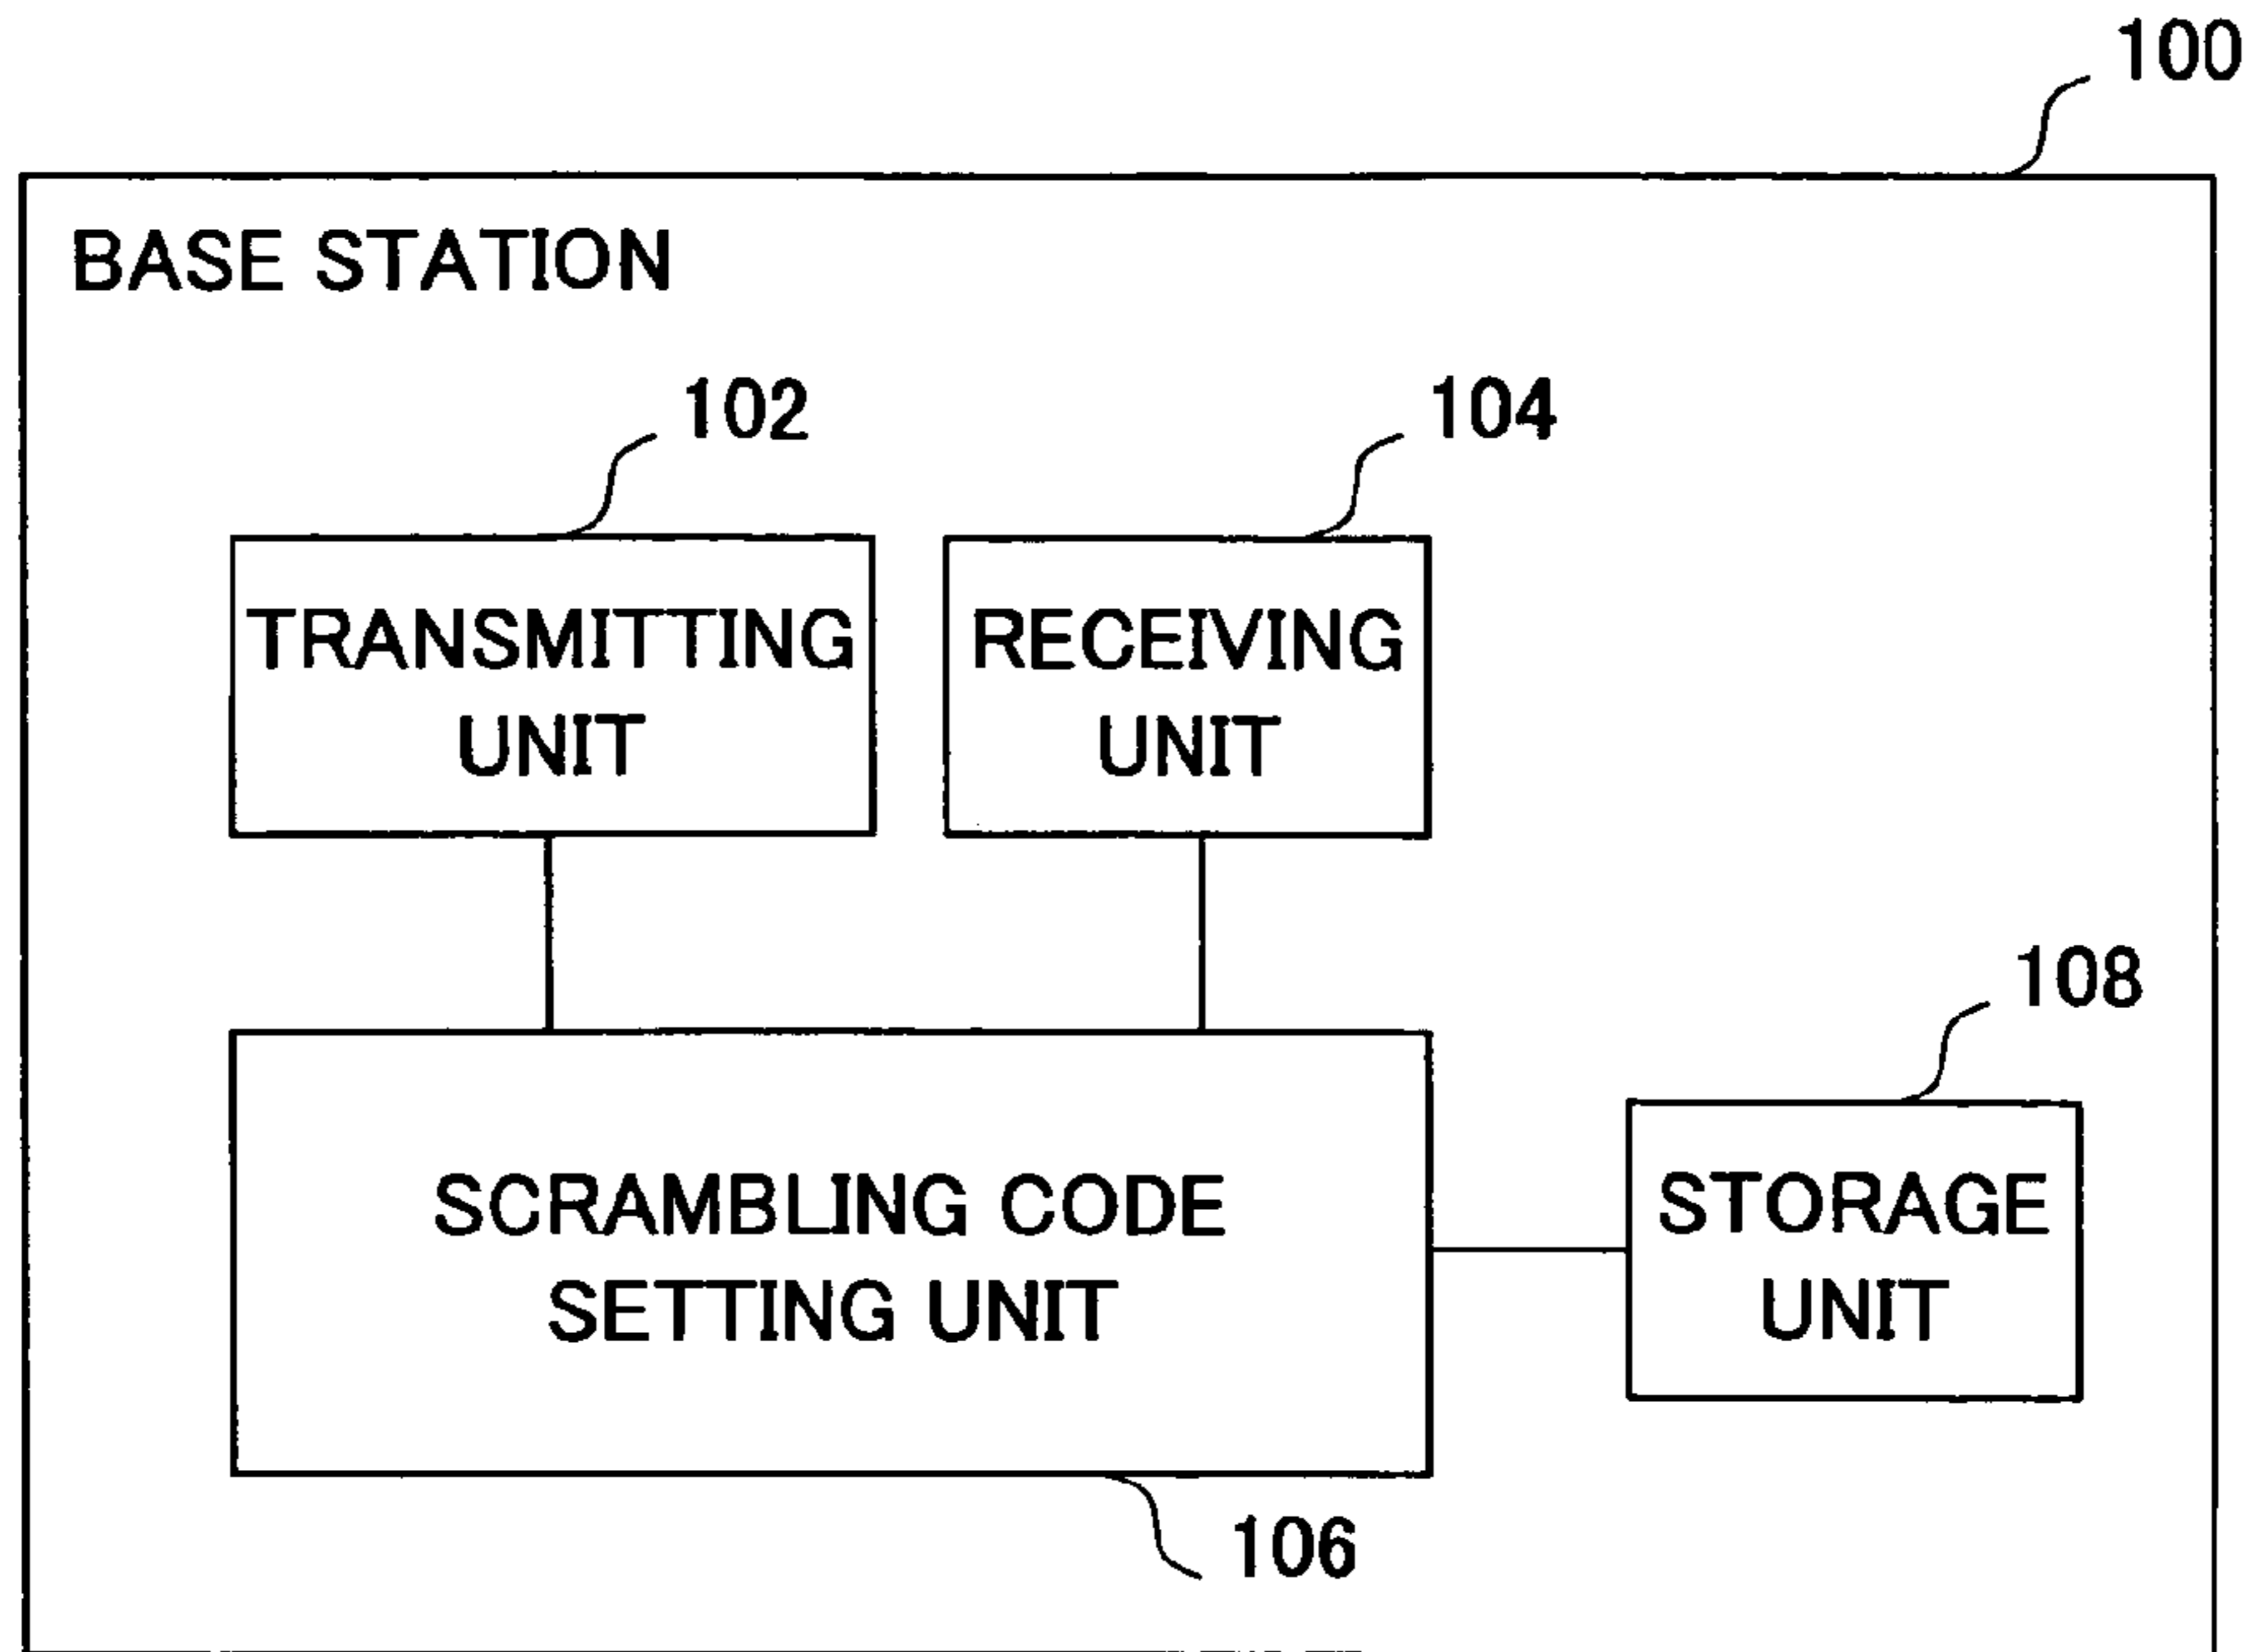 100
BASE STATION
102
104
TRANSMITTING
UNIT
RECEIVING
UNIT
108
SCRAMBLING CODE
SETTING UNIT
STORAGE
UNIT
106